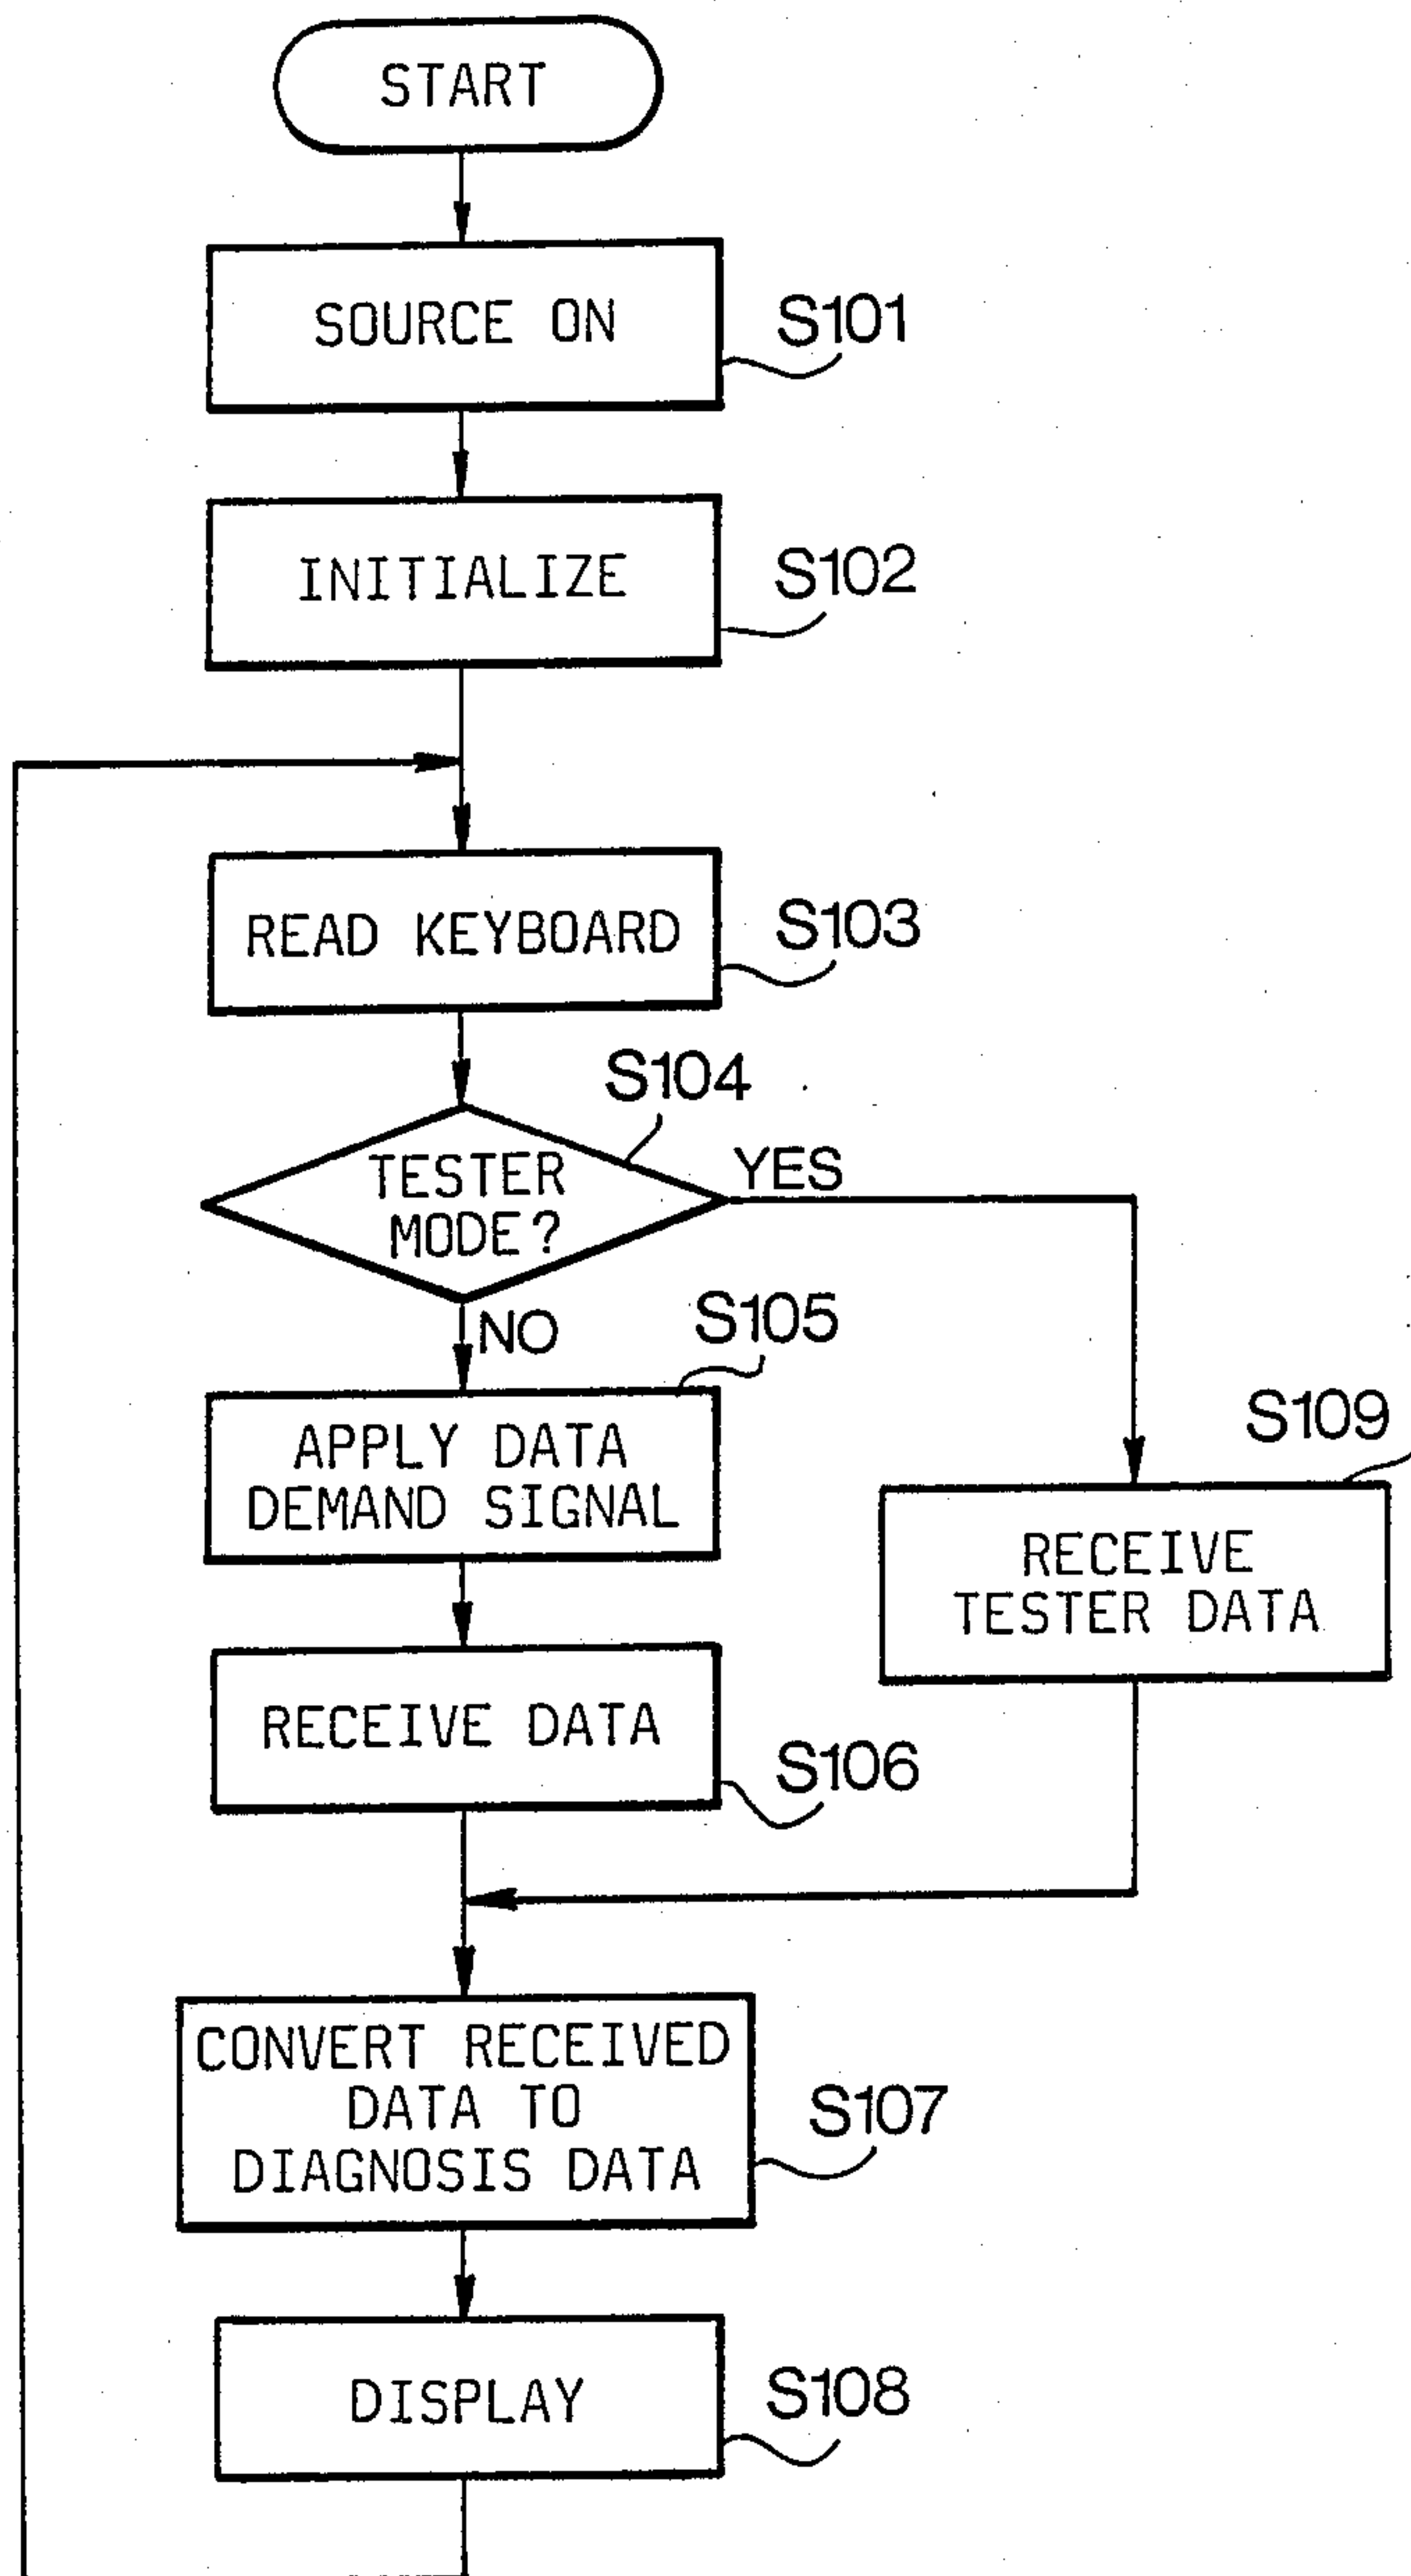 START
SOURCE ON
S101
INITIALIZE
S102
READ KEYBOARD
S103
S104
TESTER
MODE?
YES
NO
S105
APPLY DATA
DEMAND SIGNAL
S109
RECEIVE
TESTER DATA
RECEIVE DATA
S106
CONVERT RECEIVED
DATA TO
DIAGNOSIS DATA
S107
DISPLAY
S108